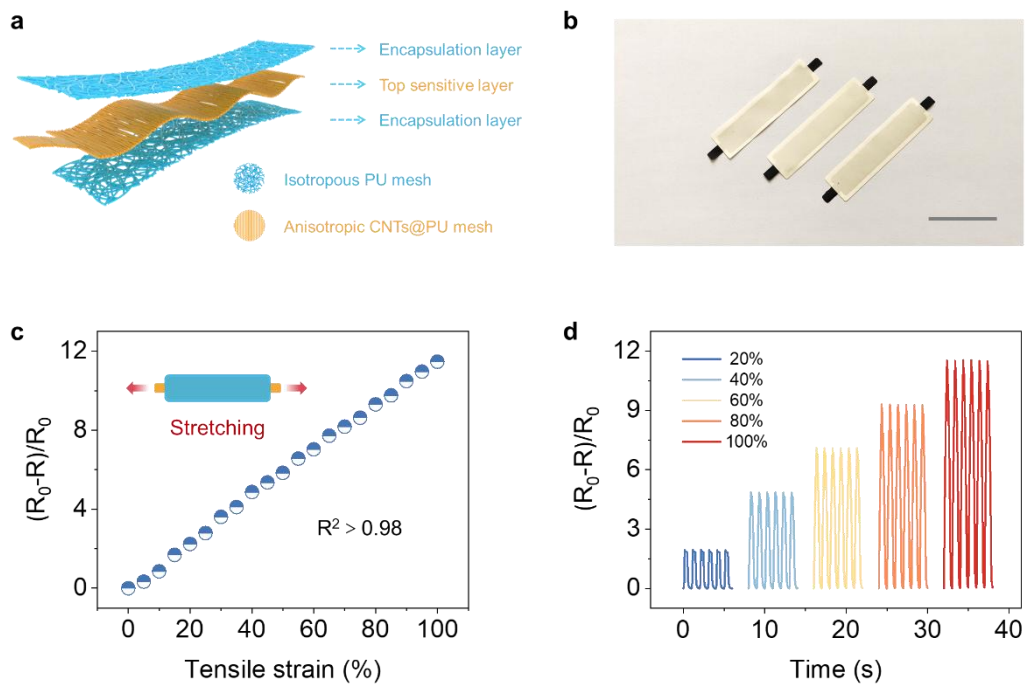 a
Encapsulation layer
Top sensitive layer
Encapsulation layer
Isotropous PU mesh
Anisotropic CNTs@PU mesh
b
c
(R₀-R)/R₀
12
8
4
0
Stretching
R² > 0.98
0 20 40 60 80 100
Tensile strain (%)
d
(R₀-R)/R₀
12
9
6
3
0
20%
40%
60%
80%
100%
0 10 20 30 40
Time (s)